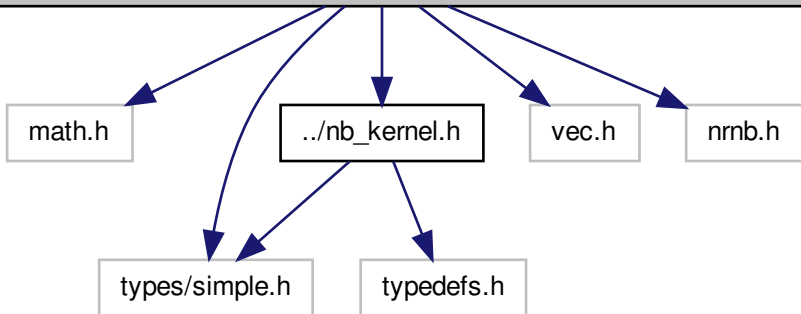 math.h
../nb_kernel.h
vec.h
nrnb.h
types/simple.h
typedefs.h